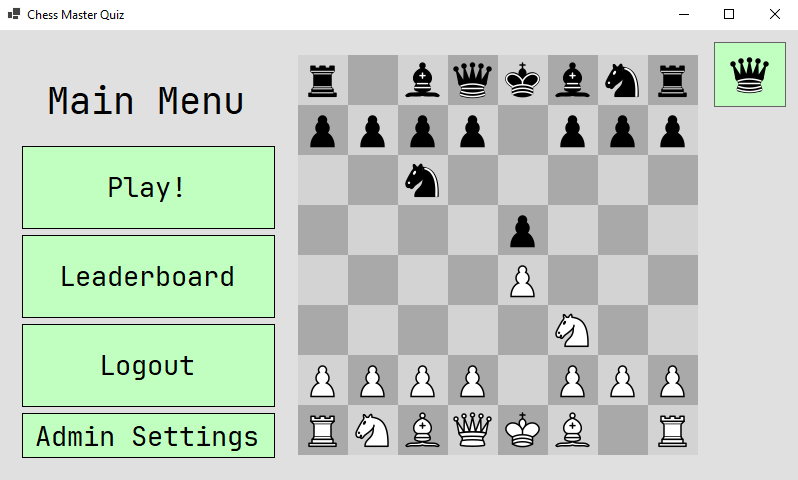 Chess Master Quiz
Main Menu
Play!
Leaderboard
Logout
Admin Settings